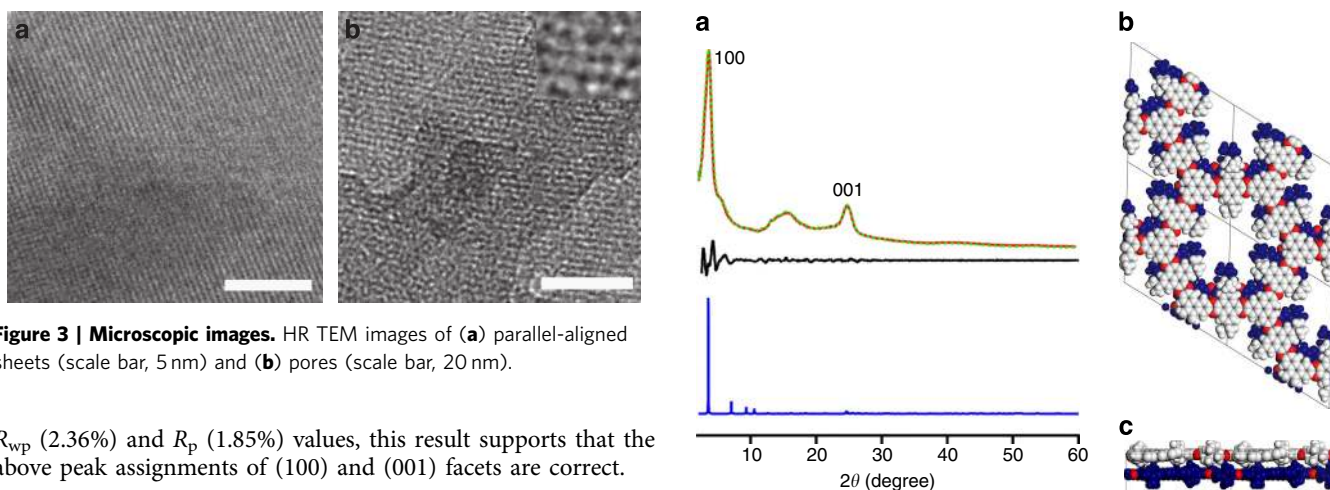 a
b
Figure 3 | Microscopic images. HR TEM images of (a) parallel-aligned
sheets (scale bar, 5 nm) and (b) pores (scale bar, 20 nm).
R_wp (2.36%) and R_p (1.85%) values, this result supports that the
above peak assignments of (100) and (001) facets are correct.
a
100
001
10 20 30 40 50 60
2θ (degree)
b
c